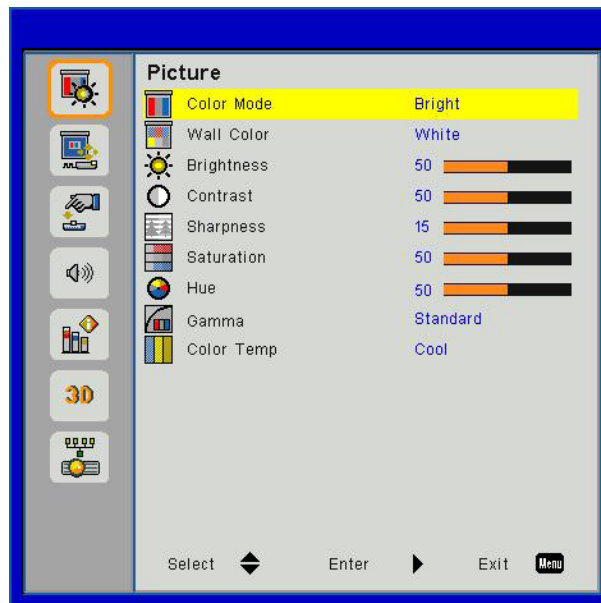 Picture
Color Mode Bright
Wall Color White
Brightness 50
Contrast 50
Sharpness 15
Saturation 50
Hue 50
Gamma Standard
Color Temp Cool
3D
Select Enter Exit Menu